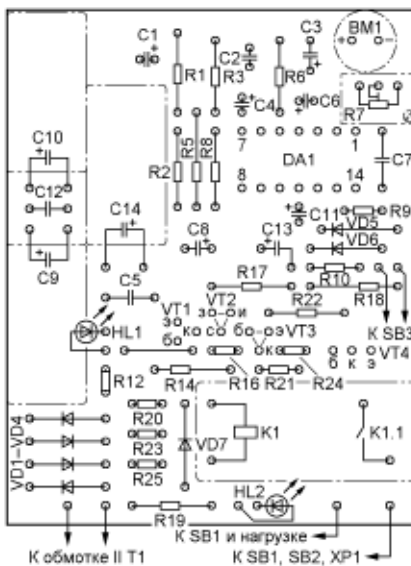 C1
C3
BM1
+
−
C2
R1
R3
R6
C4
C6
R7
C10
7
1
C7
R5
R8
DA1
R2
C12
8
14
C14
C11
R9
VD5
C8
C13
VD6
C9
R10
R17
R18
C5
VT1
VT2
R22
К SB3
э
з
и
HL1
к
с
б
э
VT3
VT4
б
к
б
к
э
R12
R14
R16
R21
R24
VD1–VD4
R20
K1
K1.1
R23
VD7
R25
HL2
R19
К SB1 и нагрузке
К обмотке II T1
К SB1, SB2, XP1